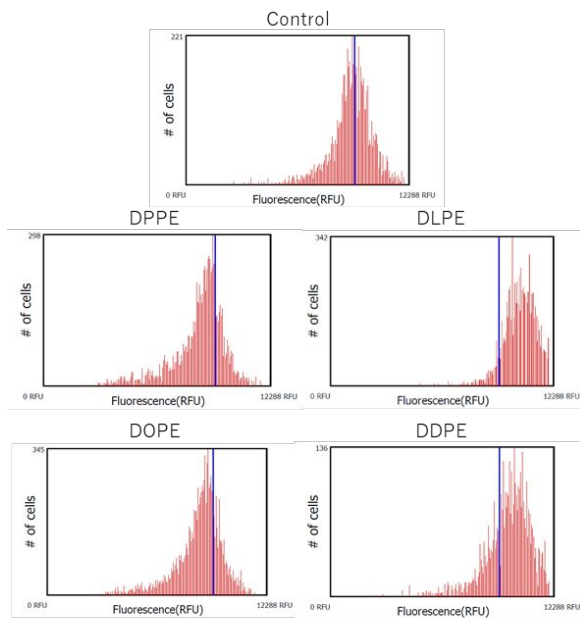 Control
221
# of cells
0 RFU
Fluorescence(RFU)
12288 RFU
DPPE
298
# of cells
0 RFU
Fluorescence(RFU)
12288 RFU
DLPE
342
# of cells
0 RFU
Fluorescence(RFU)
12288 RFU
DOPE
345
# of cells
0 RFU
Fluorescence(RFU)
12288 RFU
DDPE
136
# of cells
0 RFU
Fluorescence(RFU)
12288 RFU